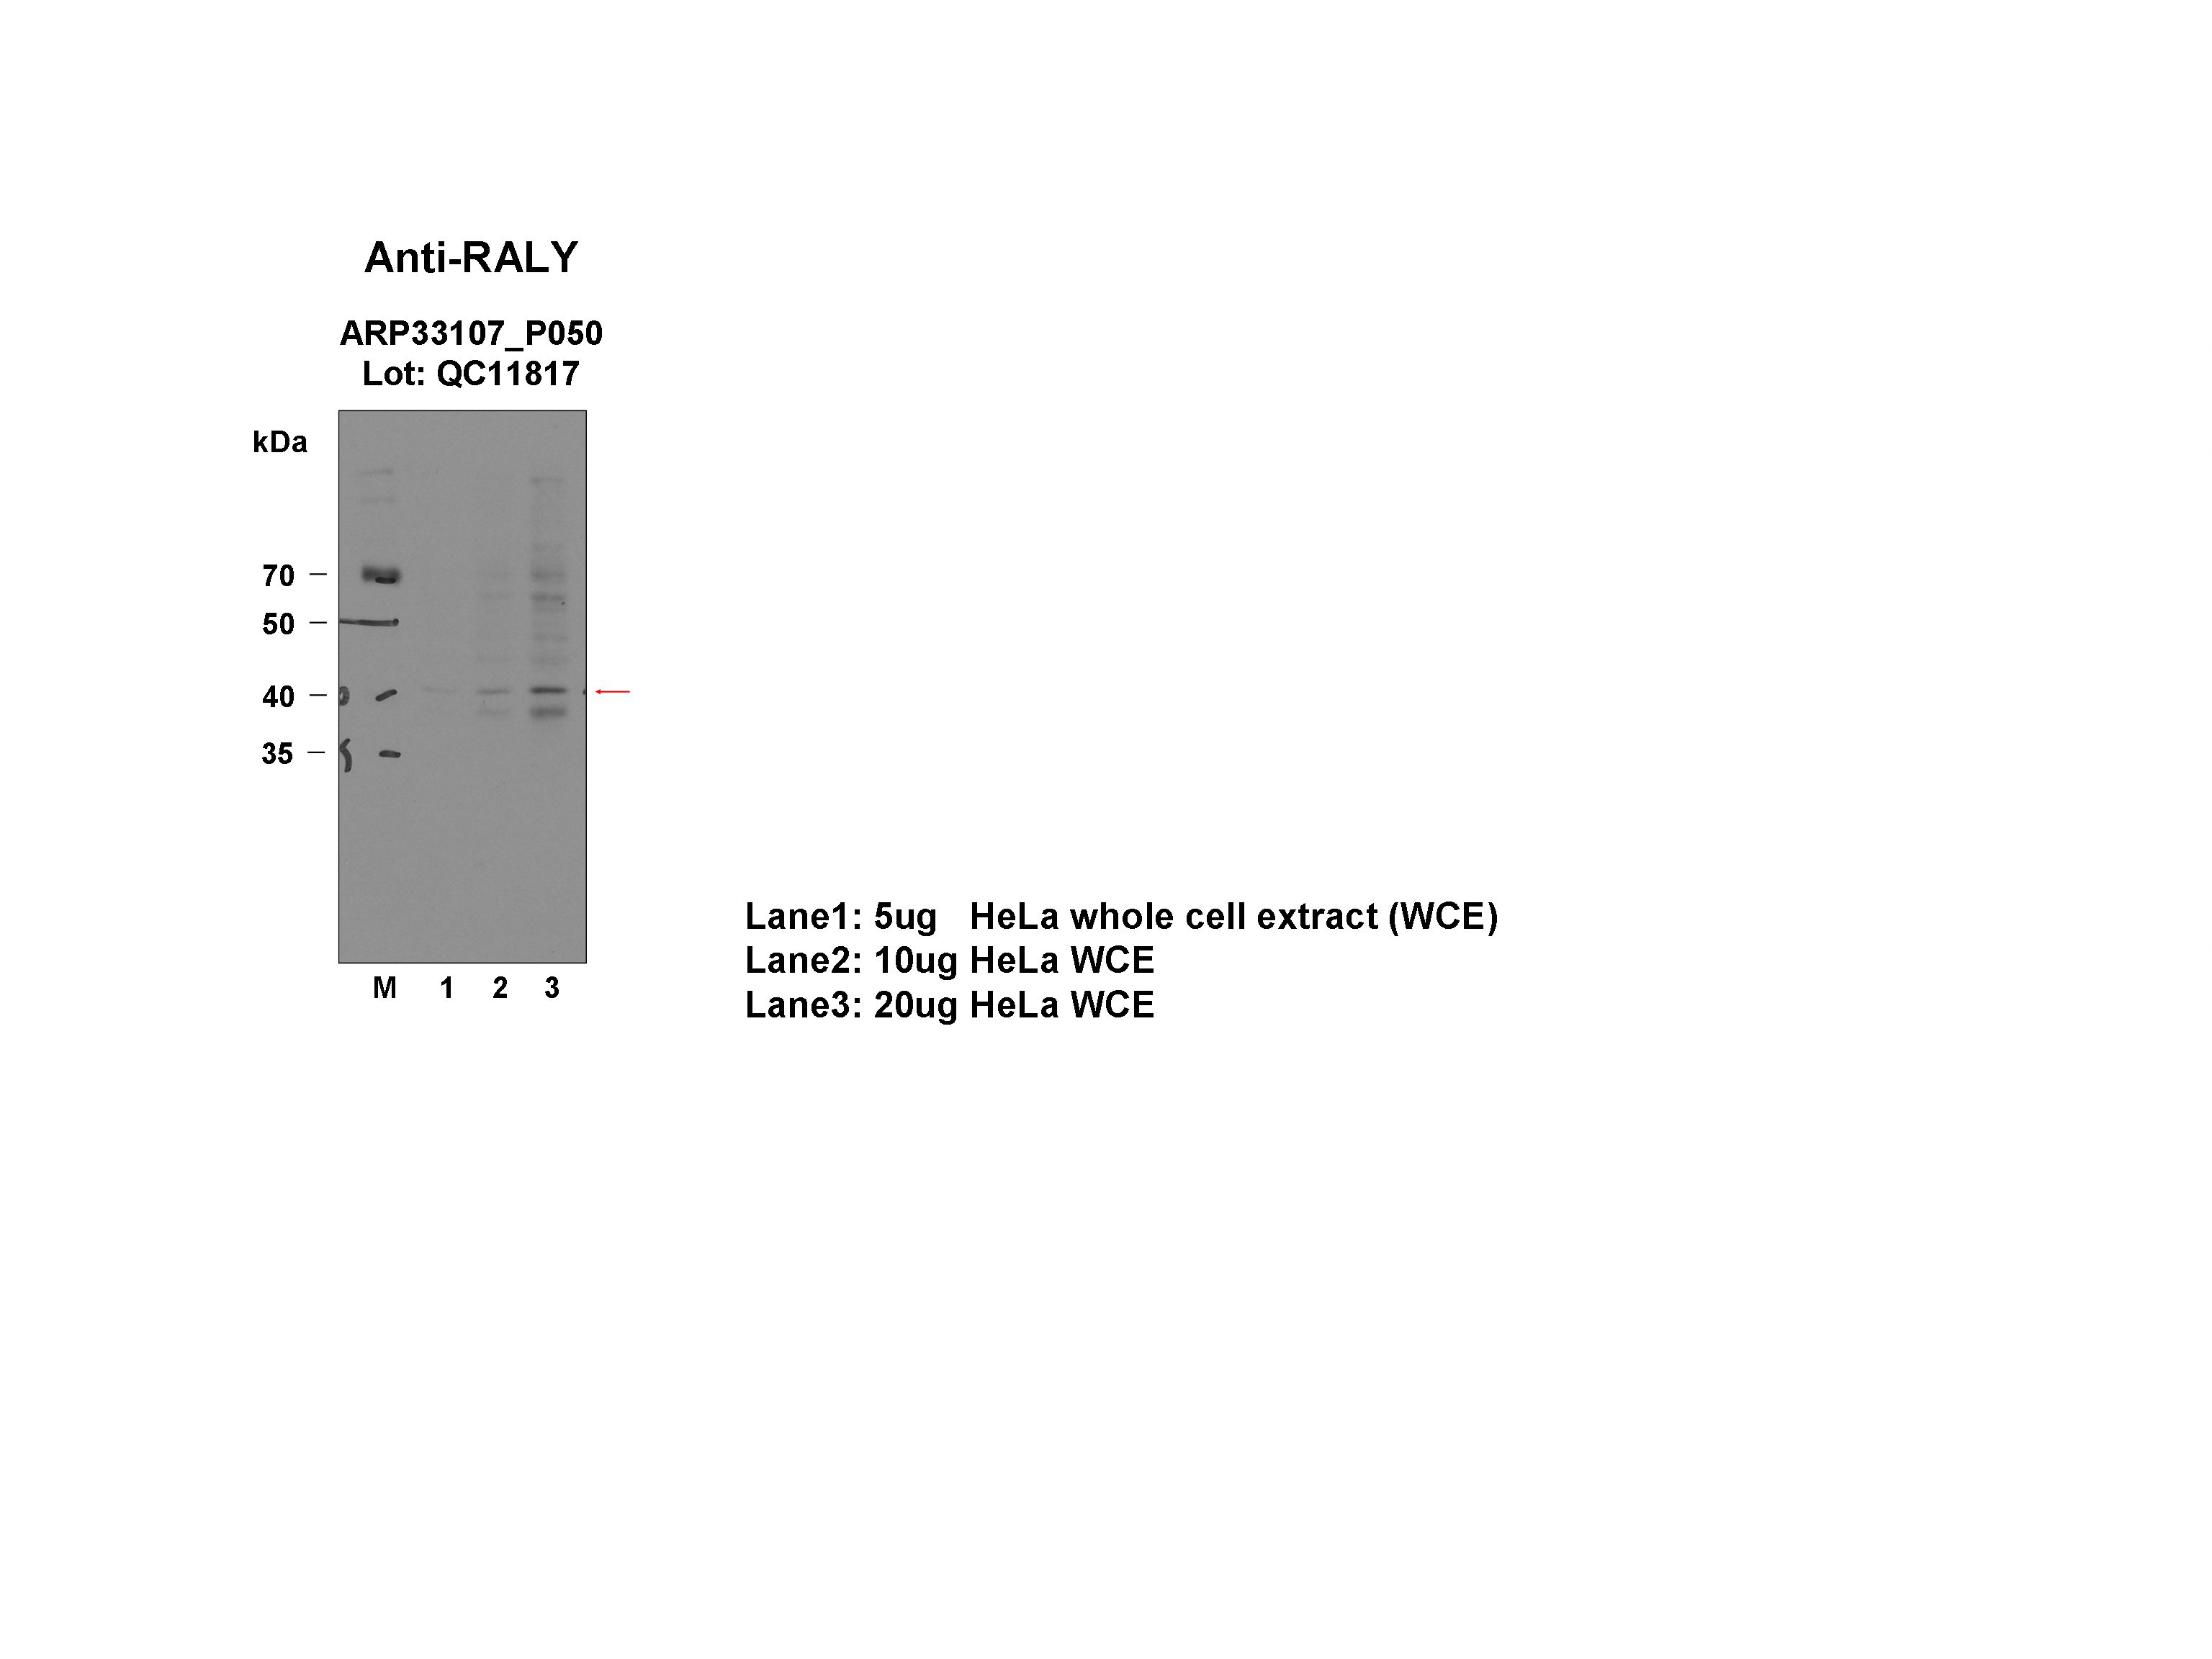 Anti-RALY
ARP33107_P050
Lot: QC11817
kDa
70
50
40
35
M 1 2 3
Lane1: 5ug HeLa whole cell extract (WCE)
Lane2: 10ug HeLa WCE
Lane3: 20ug HeLa WCE